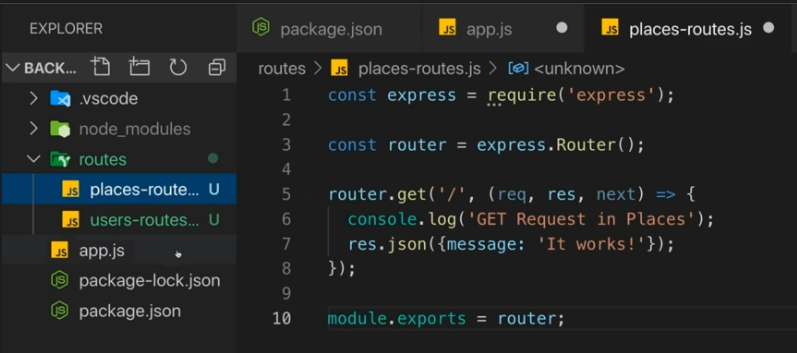 EXPLORER
package.json
app.js
places-routes.js
BACK...
routes > places-routes.js > <unknown>
.vscode
node_modules
routes
places-route... U
users-routes... U
app.js
package-lock.json
package.json
1 const express = require('express');
2
3 const router = express.Router();
4
5 router.get('/', (req, res, next) => {
6 console.log('GET Request in Places');
7 res.json({message: 'It works!'});
8 });
9
10 module.exports = router;